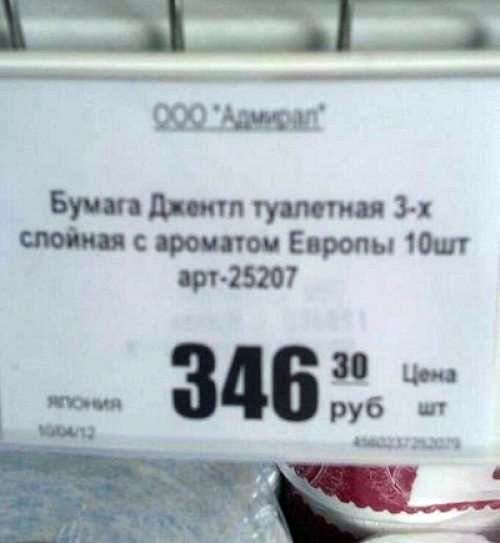 ООО "Адмирал"
Бумага Джентл туалетная 3-х
слойная с ароматом Европы 10шт
арт-25207
346 30 руб
Цена шт
ЯПОНИЯ
10/04/12
4560237252079